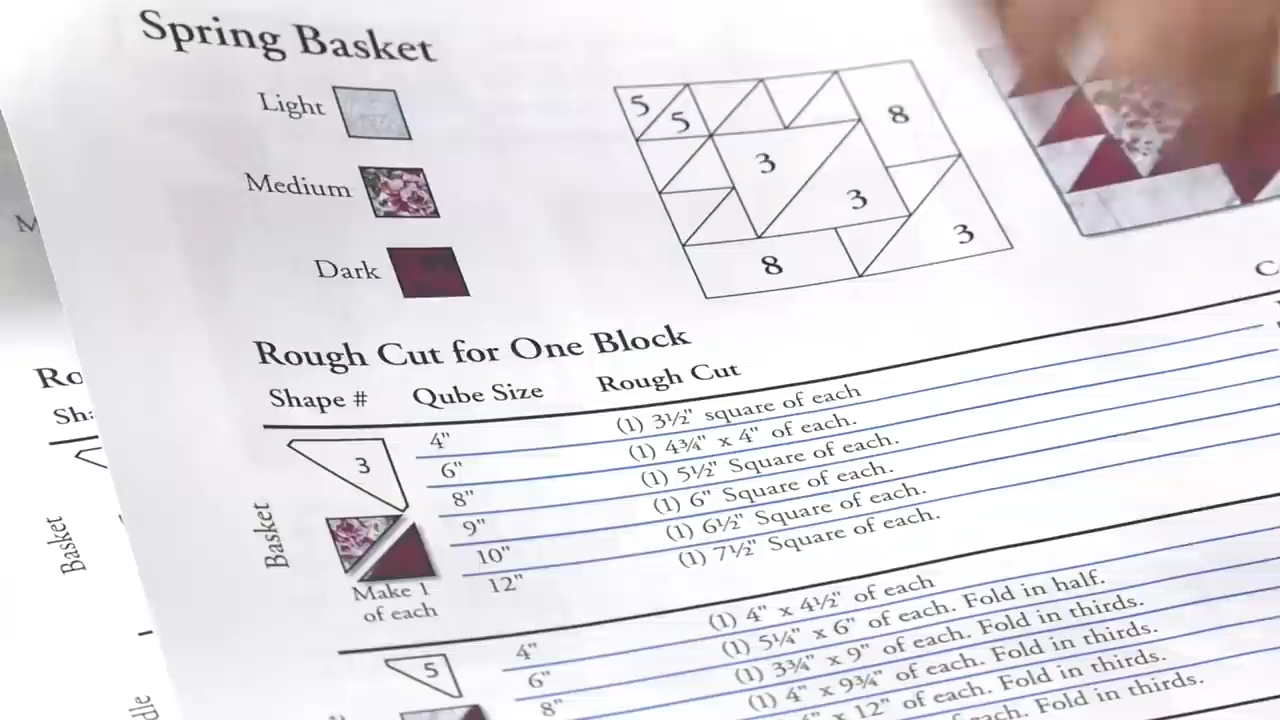 Spring Basket
Light
Medium
Dark
5
5
8
3
3
3
8
Rough Cut for One Block
Shape # Qube Size Rough Cut
Basket
3
Make 1
of each
4" (1) 3½" square of each
6" (1) 4¾" x 4" of each.
8" (1) 5½" Square of each.
9" (1) 6" Square of each.
10" (1) 6½" Square of each.
12" (1) 7½" Square of each.
5
4" (1) 4" x 4½" of each
6" (1) 5¼" x 6" of each. Fold in half.
8" (1) 3¾" x 9" of each. Fold in thirds.
(1) 4" x 9¾" of each. Fold in thirds.
x 12" of each. Fold in thirds.
each. Fold in thirds.
Basket